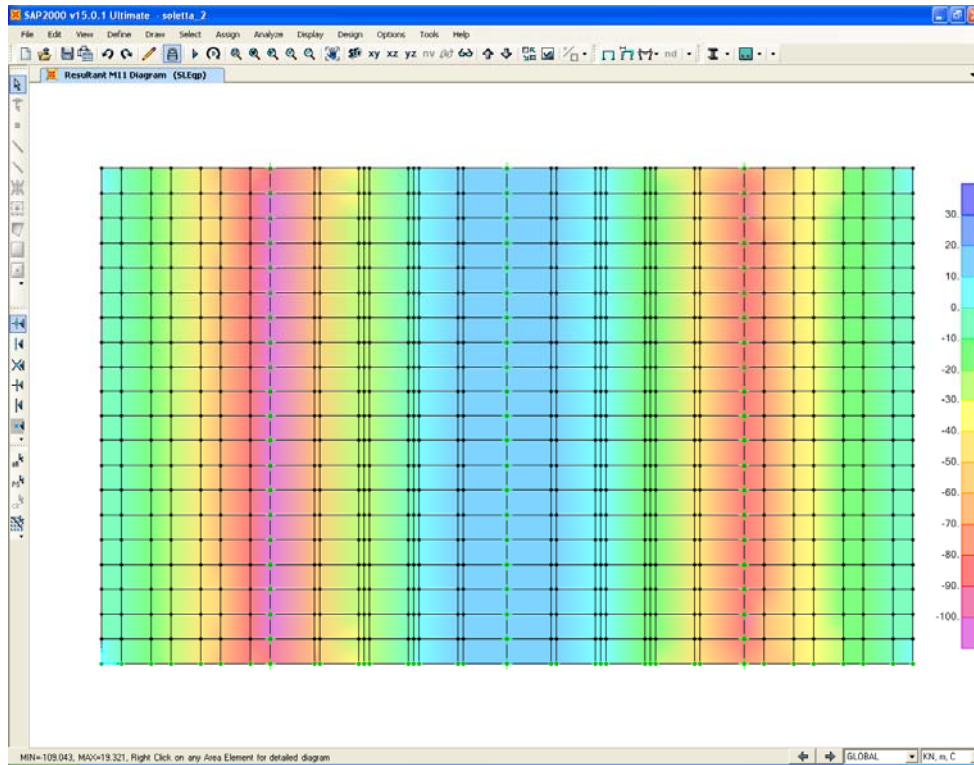 SAP2000 v15.0.1 Ultimate - soletta_2
File Edit View Define Draw Select Assign Analyze Display Design Options Tools Help
xy xz yz nv nd
Resultant M11 Diagram (SLEqp)
30.
20.
10.
0.
-10.
-20.
-30.
-40.
-50.
-60.
-70.
-80.
-90.
-100.
MIN=-109.043, MAX=19.321, Right Click on any Area Element for detailed diagram
GLOBAL
KN, m, C